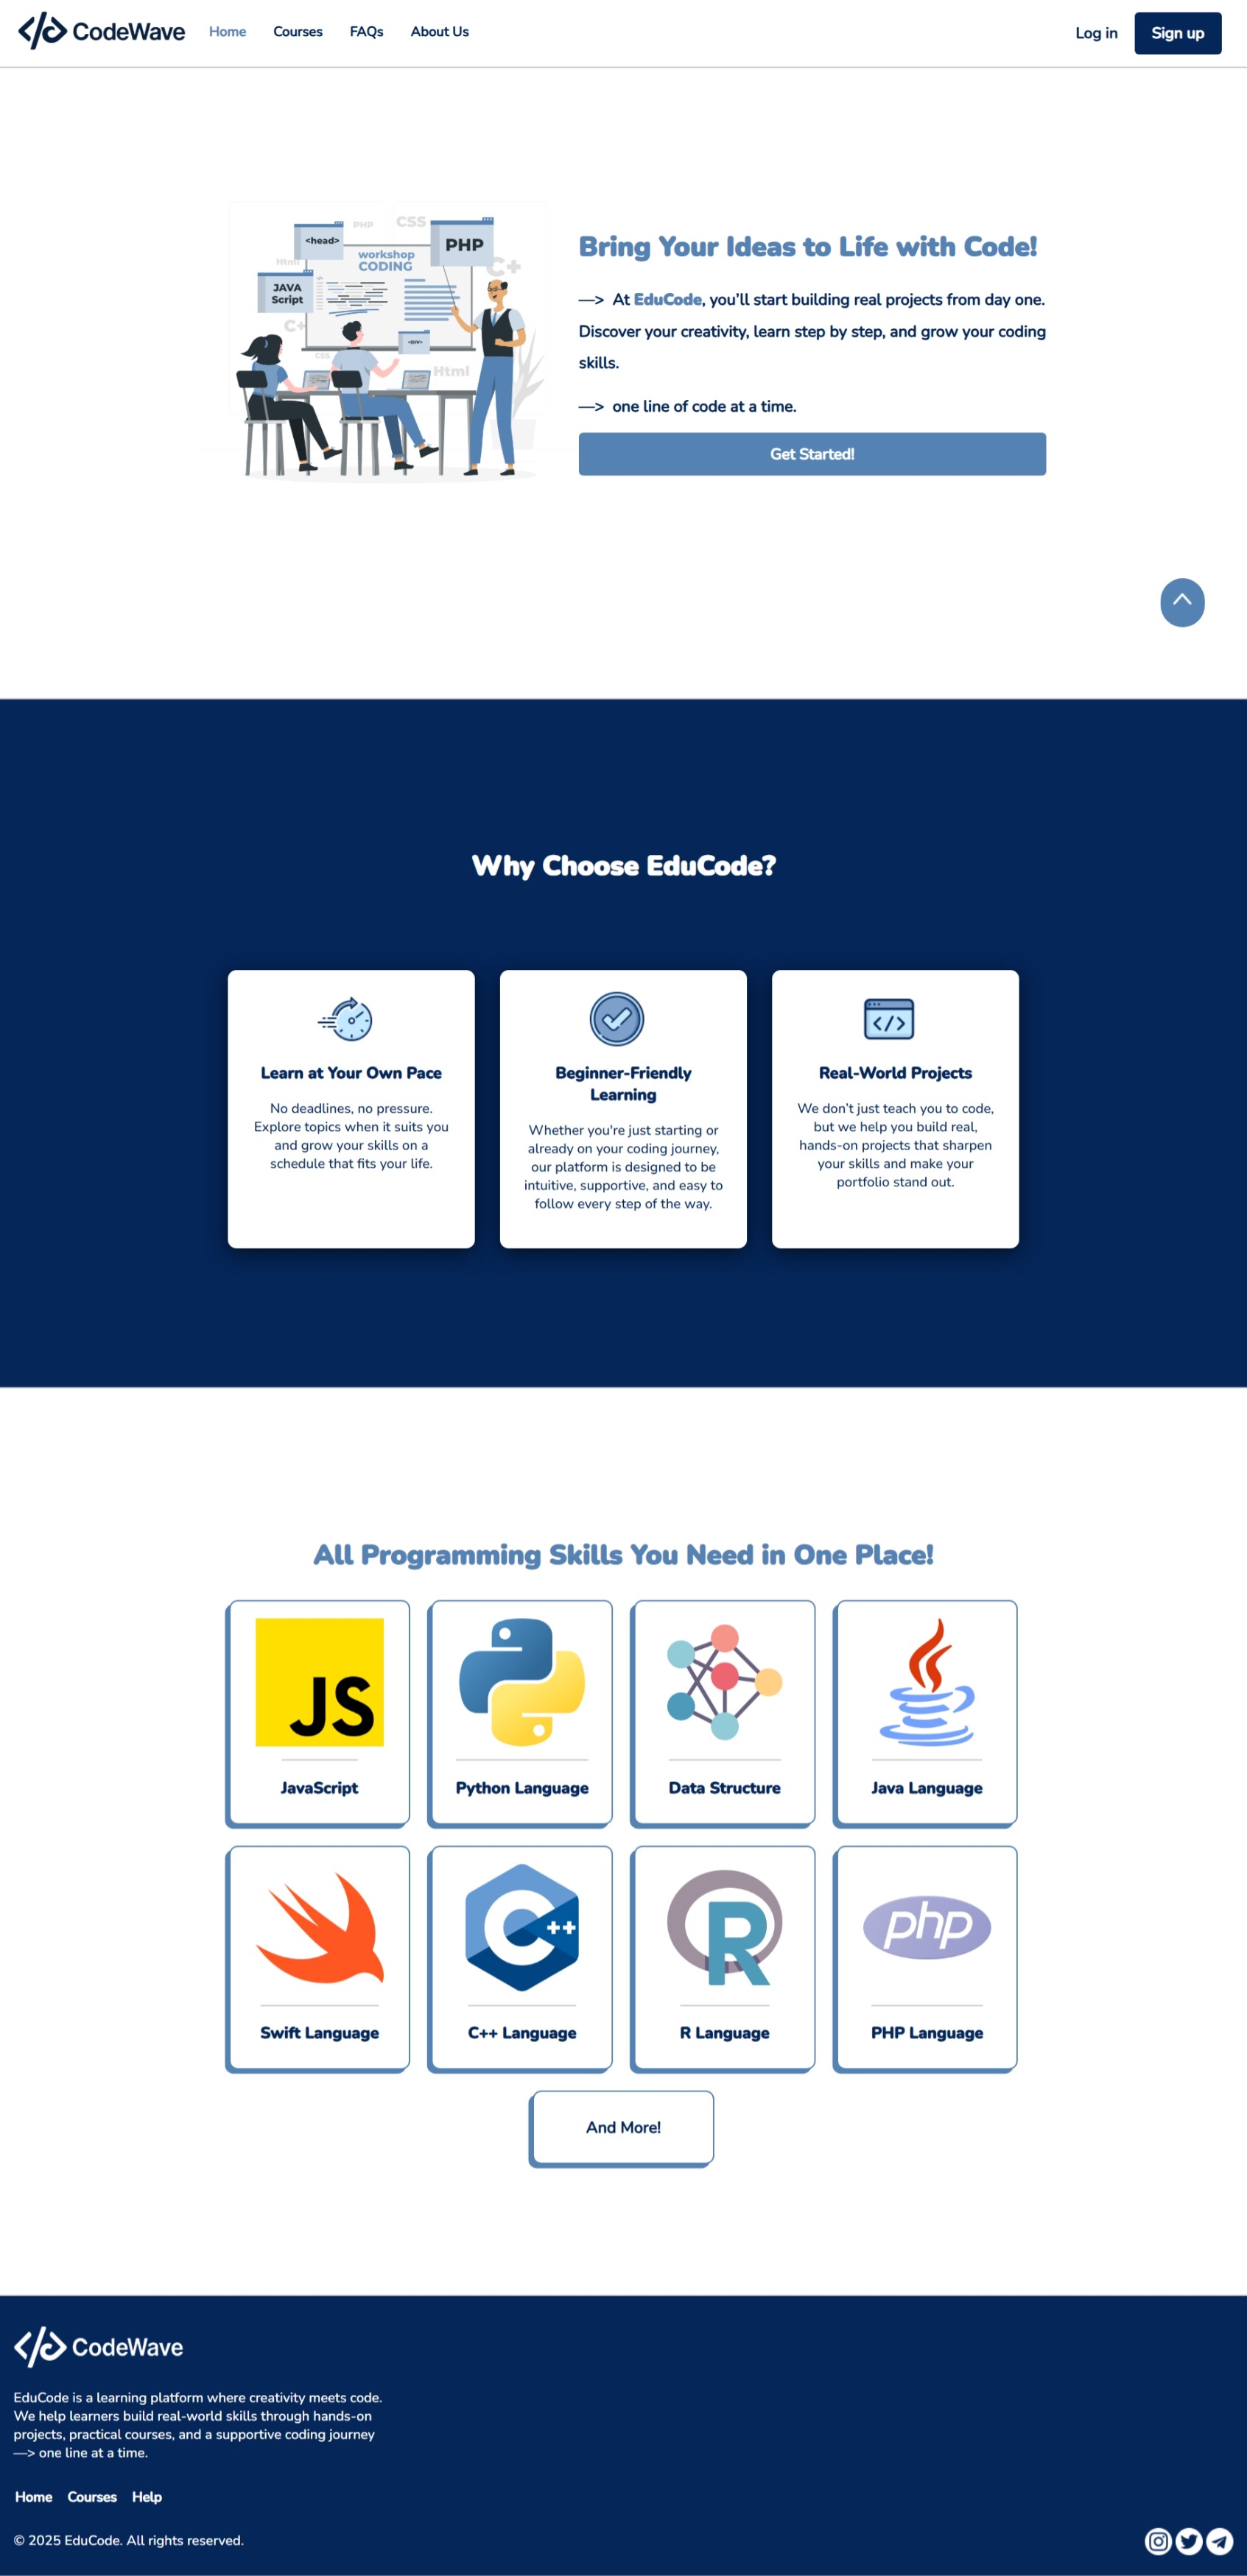 CodeWave
Home
Courses
FAQs
About Us
Log in
Sign up
PHP
CSS
<head>
PHP
workshop
CODING
Html
C+
JAVA
Script
C+
<DIV>
CSS
Html
Bring Your Ideas to Life with Code!
—> At EduCode, you'll start building real projects from day one.
Discover your creativity, learn step by step, and grow your coding
skills.
—> one line of code at a time.
Get Started!
Why Choose EduCode?
Learn at Your Own Pace
No deadlines, no pressure.
Explore topics when it suits you
and grow your skills on a
schedule that fits your life.
Beginner-Friendly
Learning
Whether you're just starting or
already on your coding journey,
our platform is designed to be
intuitive, supportive, and easy to
follow every step of the way.
</>
Real-World Projects
We don't just teach you to code,
but we help you build real,
hands-on projects that sharpen
your skills and make your
portfolio stand out.
All Programming Skills You Need in One Place!
JS
JavaScript
Python Language
Data Structure
Java Language
Swift Language
C++
C++ Language
R
R Language
php
PHP Language
And More!
CodeWave
EduCode is a learning platform where creativity meets code.
We help learners build real-world skills through hands-on
projects, practical courses, and a supportive coding journey
—> one line at a time.
Home
Courses
Help
© 2025 EduCode. All rights reserved.